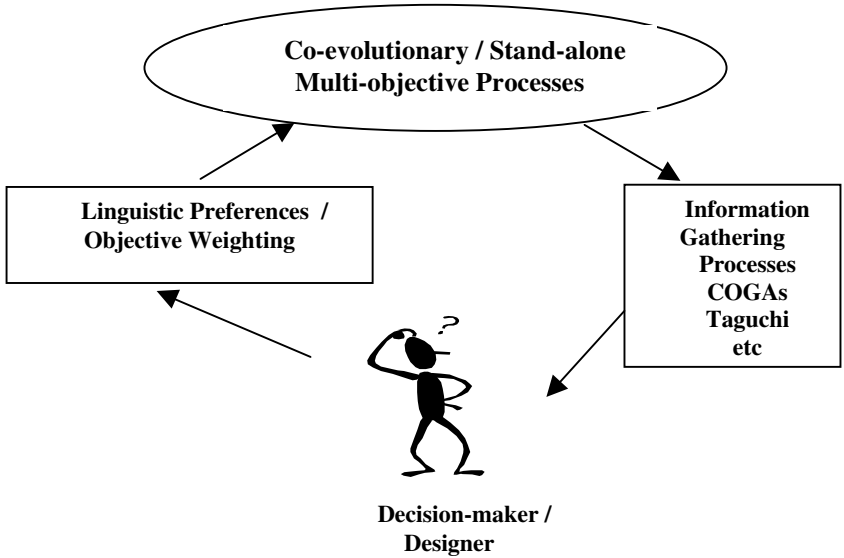 Co-evolutionary / Stand-alone
Multi-objective Processes
Linguistic Preferences /
Objective Weighting
Information
Gathering
Processes
COGAs
Taguchi
etc
?
Decision-maker /
Designer